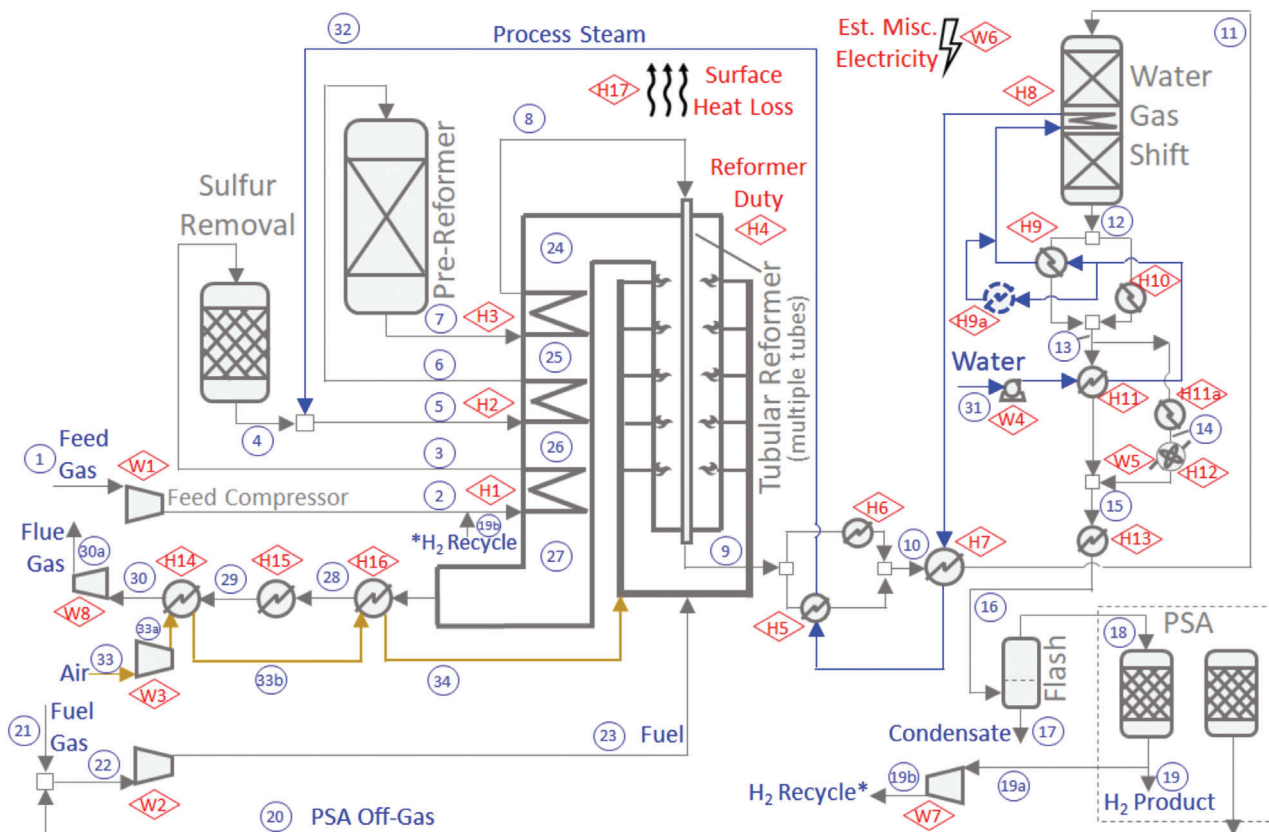 32
Process Steam
Est. Misc.
Electricity
W6
11
H17
Surface
Heat Loss
H8
Water
Gas
Shift
8
Pre-Reformer
Reformer
Duty
H4
Sulfur
Removal
24
12
H9
H10
H9a
7
H3
25
6
13
Water
31
W4
H11
H11a
14
5
H2
4
26
3
Tubular Reformer
(multiple tubes)
1
Feed
Gas
W1
Feed Compressor
2
H1
19b
*H2 Recycle
W5
H12
15
H6
Flue
Gas
30a
H14
H15
H16
27
9
10
H7
H13
30
29
28
W8
H5
33a
16
18
PSA
Air
33
W3
33b
34
Flash
21
Fuel
Gas
23
Fuel
Condensate
17
22
W2
19b
19a
19
H2 Recycle*
W7
H2 Product
20
PSA Off-Gas